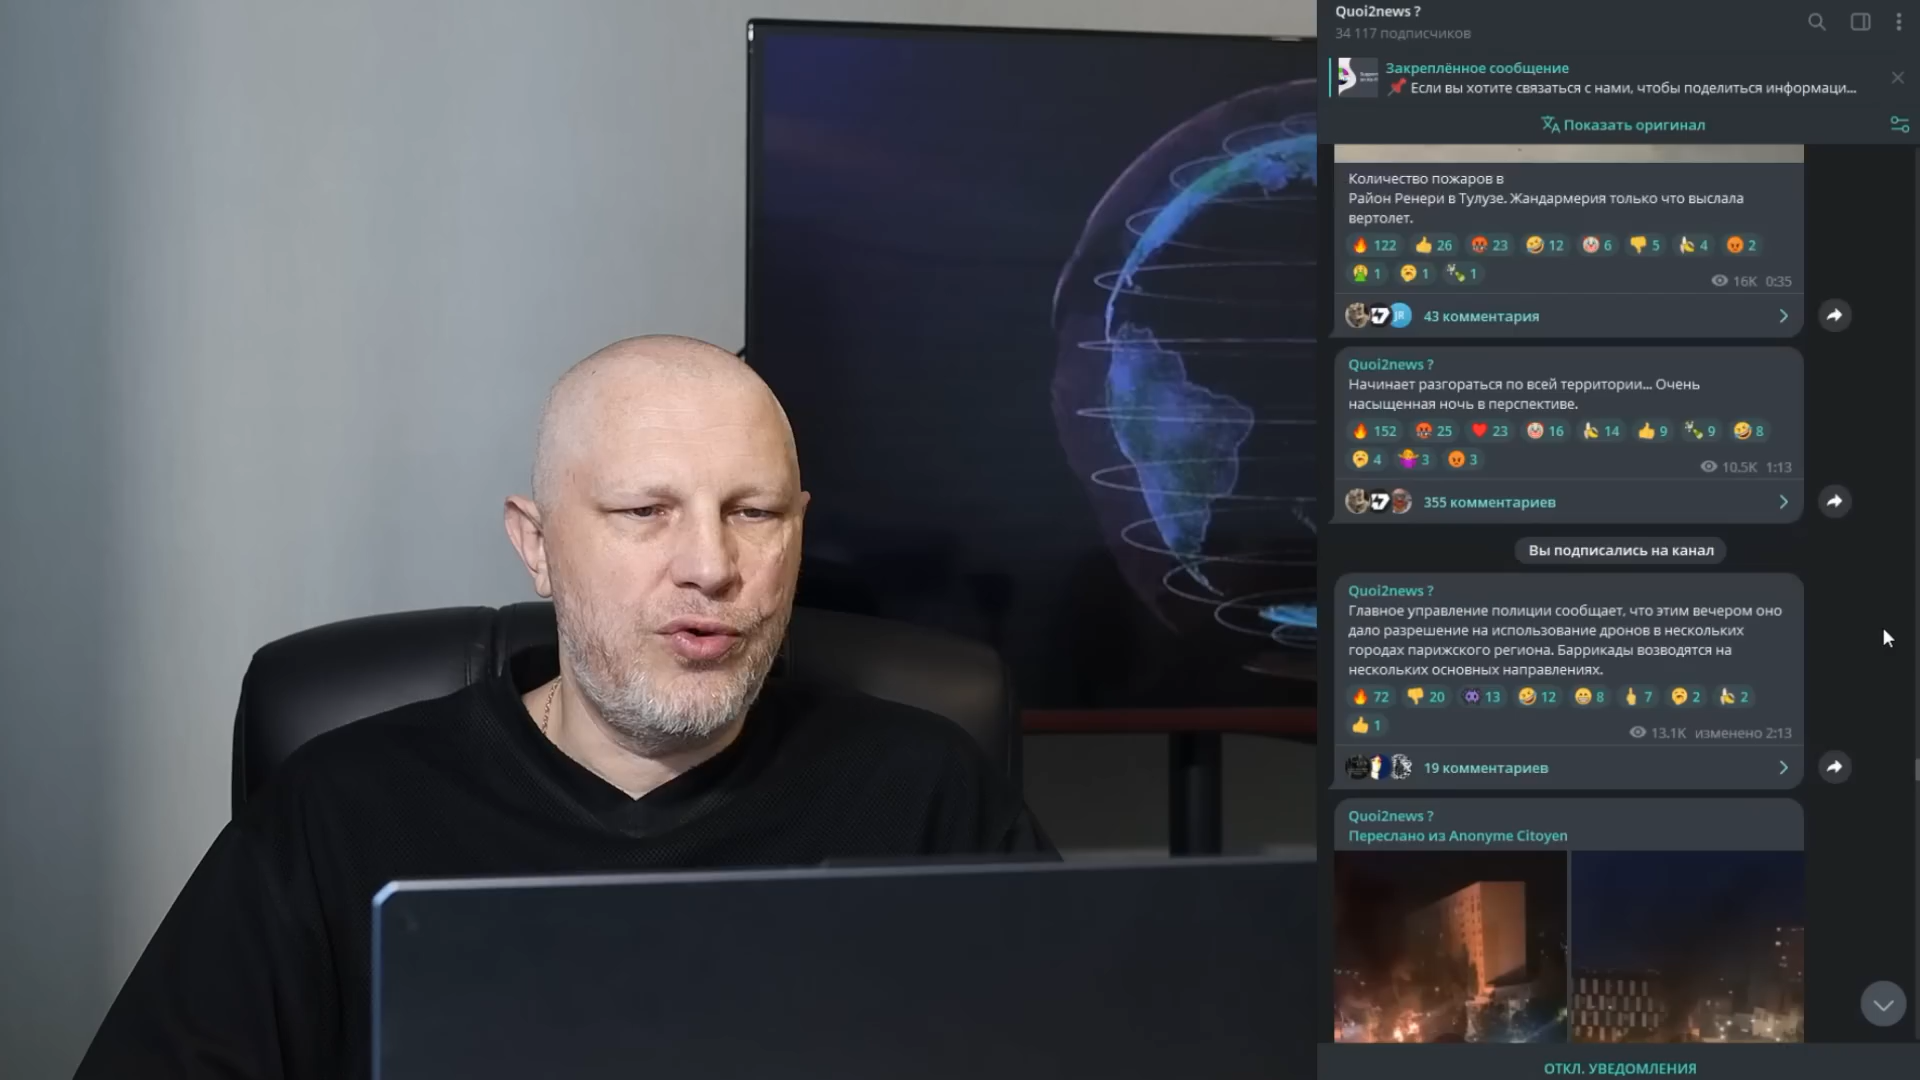 Quoi2news ?
34 117 подписчиков
Закреплённое сообщение
Если вы хотите связаться с нами, чтобы поделиться информаци...
Показать оригинал
Количество пожаров в
Район Ренери в Тулузе. Жандармерия только что выслала
вертолет.
122 26 23 12 6 5 4 2
1 1 1
16K 0:35
JR 43 комментария
Quoi2news ?
Начинает разгораться по всей территории... Очень
насыщенная ночь в перспективе.
152 25 23 16 14 9 9 8
4 3 3
10.5K 1:13
355 комментариев
Вы подписались на канал
Quoi2news ?
Главное управление полиции сообщает, что этим вечером оно
дало разрешение на использование дронов в нескольких
городах парижского региона. Баррикады возводятся на
нескольких основных направлениях.
72 20 13 12 8 7 2 2
1
13.1K изменено 2:13
19 комментариев
Quoi2news ?
Переслано из Anonyme Citoyen
ОТКЛ. УВЕДОМЛЕНИЯ